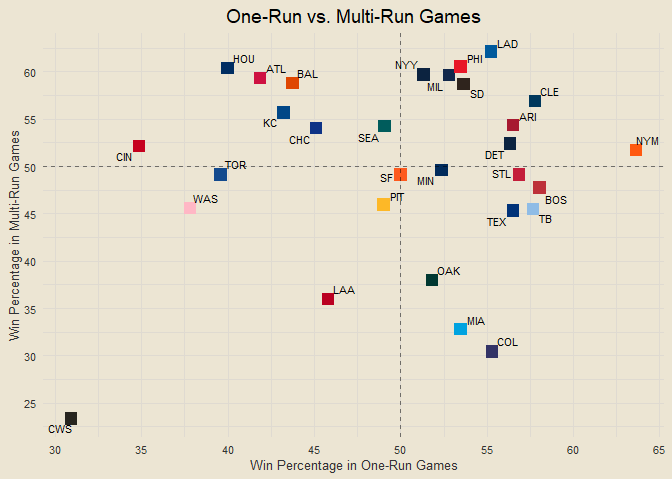 One-Run vs. Multi-Run Games
Win Percentage in Multi-Run Games
60
55
50
45
40
35
30
25
LAD
HOU
PHI
NYY
ATL
BAL
MIL
SD
CLE
KC
ARI
CHC
SEA
NYM
CIN
DET
TOR
STL
SF
MIN
WAS
PIT
BOS
TEX
TB
OAK
LAA
MIA
COL
CWS
30 35 40 45 50 55 60 65
Win Percentage in One-Run Games